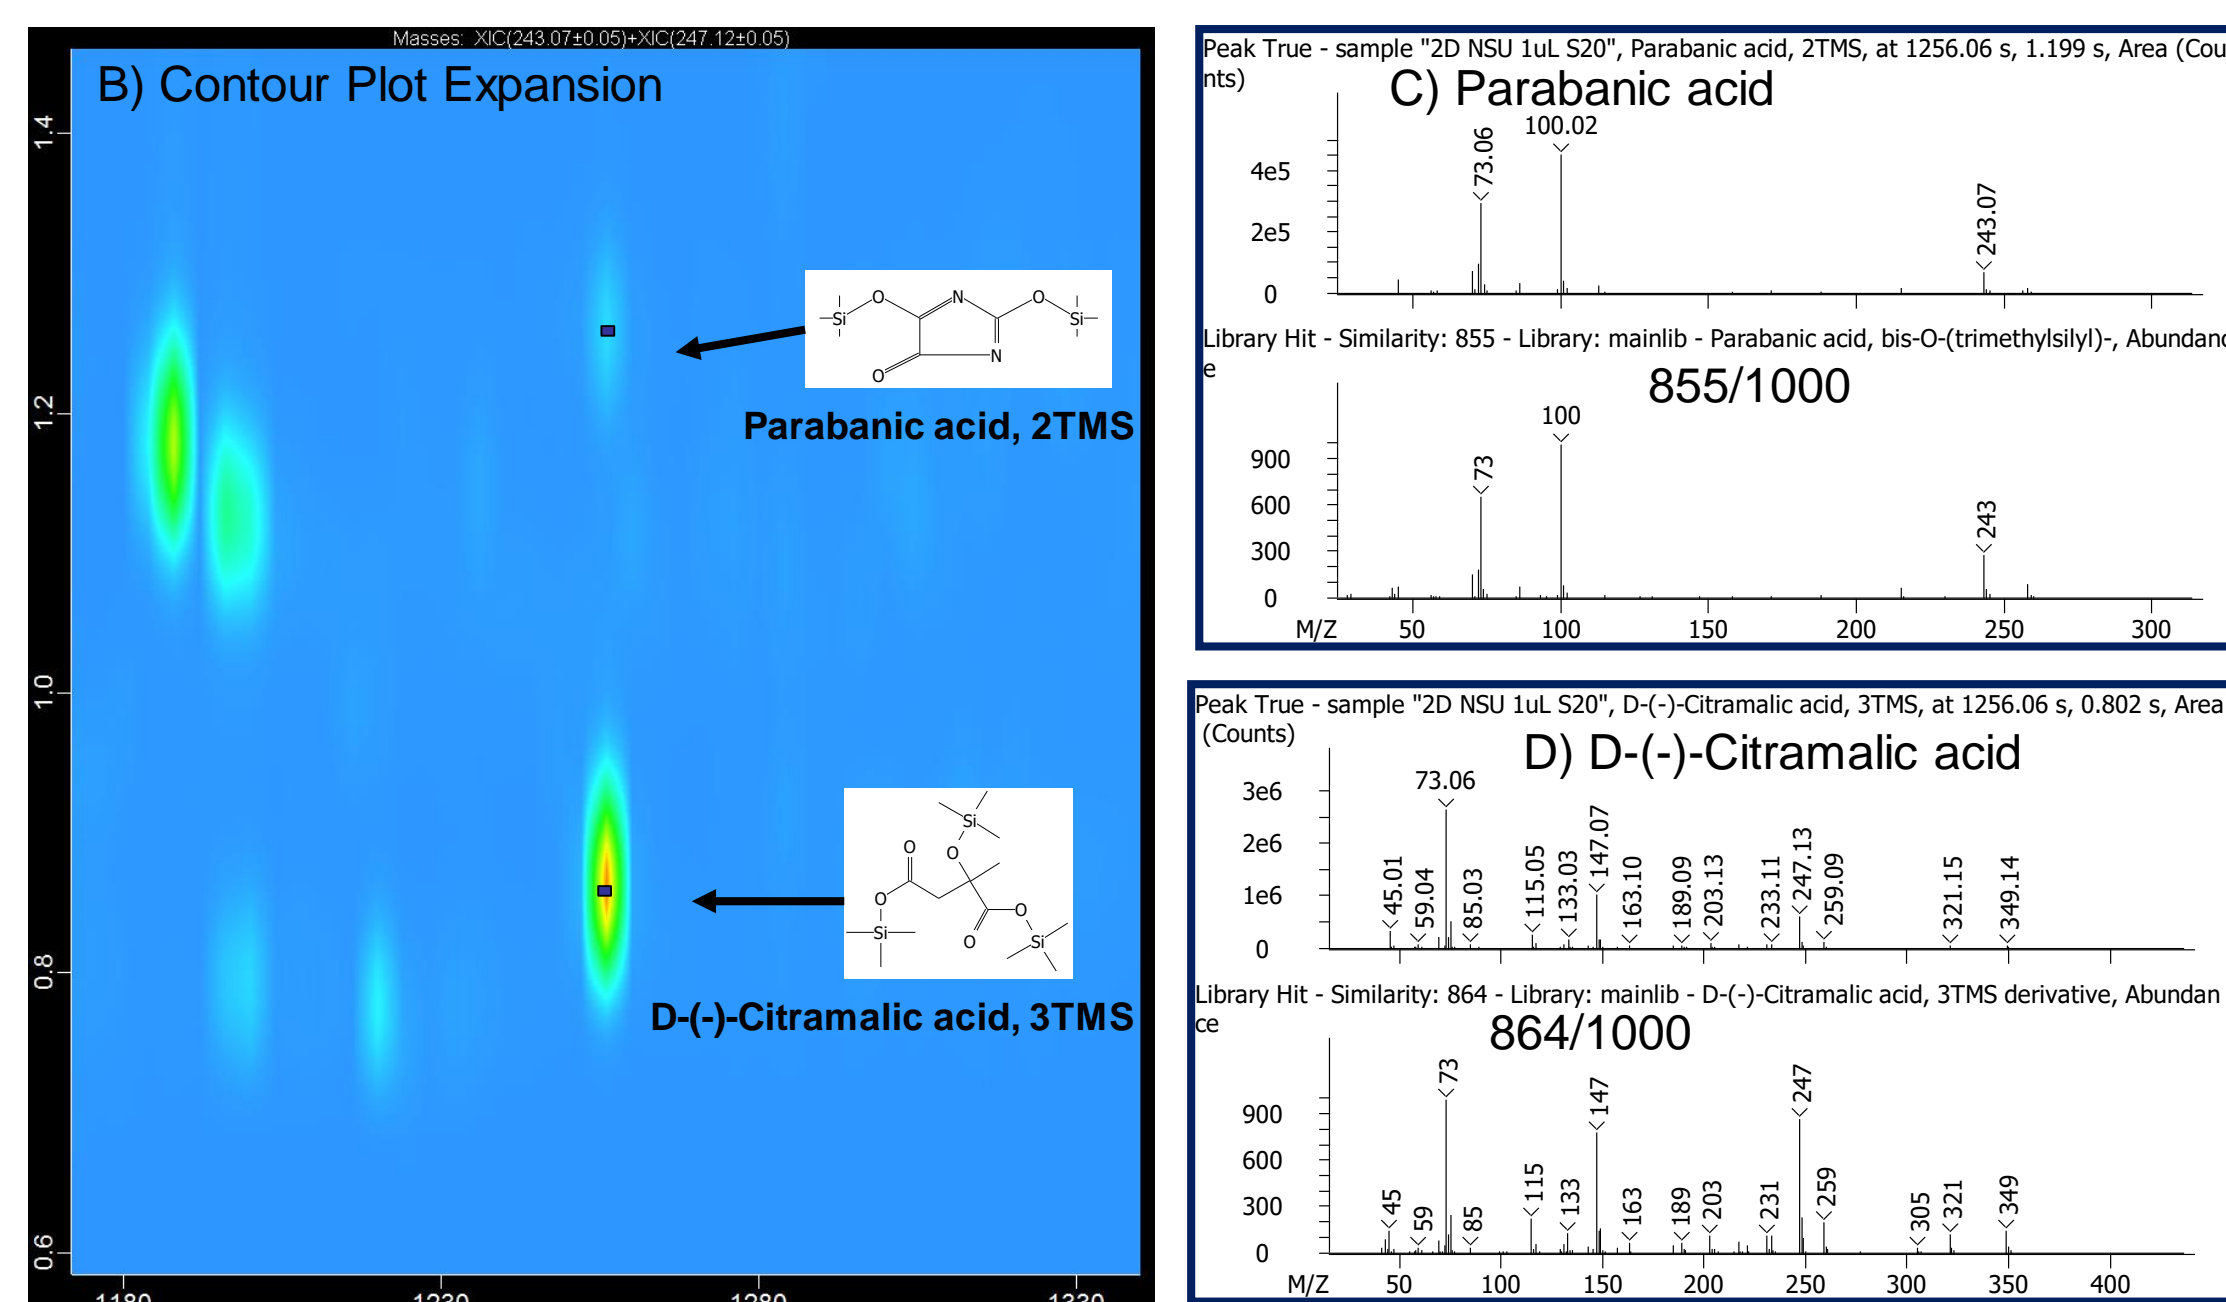 Masses: XIC(243.07±0.05)+XIC(247.12±0.05)
B) Contour Plot Expansion
1.4
1.2
1.0
0.8
0.6
O
N
O
Si
Si
N
O
Parabanic acid, 2TMS
Si
O
O
O
O
Si
O
Si
D-(-)-Citramalic acid, 3TMS
1180
1230
1280
1330
Peak True - sample "2D NSU 1uL S20", Parabanic acid, 2TMS, at 1256.06 s, 1.199 s, Area (Cou
nts)
C) Parabanic acid
100.02
73.06
243.07
4e5
2e5
0
Library Hit - Similarity: 855 - Library: mainlib - Parabanic acid, bis-O-(trimethylsilyl)-, Abundanc
e
855/1000
100
73
243
900
600
300
0
M/Z 50 100 150 200 250 300
Peak True - sample "2D NSU 1uL S20", D-(-)-Citramalic acid, 3TMS, at 1256.06 s, 0.802 s, Area
(Counts)
D) D-(-)-Citramalic acid
3e6
2e6
1e6
0
45.01 59.04 73.06 85.03 115.05 133.03 147.07 163.10 189.09 203.13 233.11 247.13 259.09 321.15 349.14
Library Hit - Similarity: 864 - Library: mainlib - D-(-)-Citramalic acid, 3TMS derivative, Abundan
ce
864/1000
900
600
300
0
45 59 73 85 115 133 147 163 189 203 231 247 259 305 321 349
M/Z 50 100 150 200 250 300 350 400